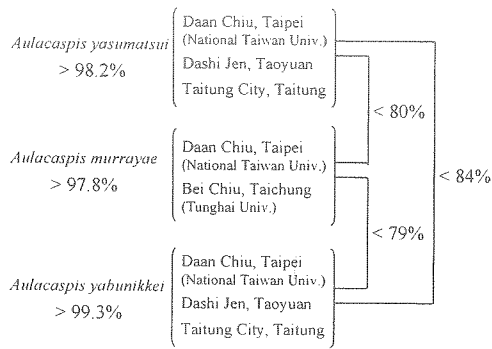 Daan Chiu, Taipei
Aulacaspis yasumatsui (National Taiwan Univ.)
> 98.2% Dashi Jen, Taoyuan
Taitung City, Taitung
< 80%
Daan Chiu, Taipei
Aulacaspis murrayae (National Taiwan Univ.)
> 97.8% Bei Chiu, Taichung
(Tunghai Univ.)
< 84%
< 79%
Daan Chiu, Taipei
Aulacaspis yabunikkei (National Taiwan Univ.)
> 99.3% Dashi Jen, Taoyuan
Taitung City, Taitung